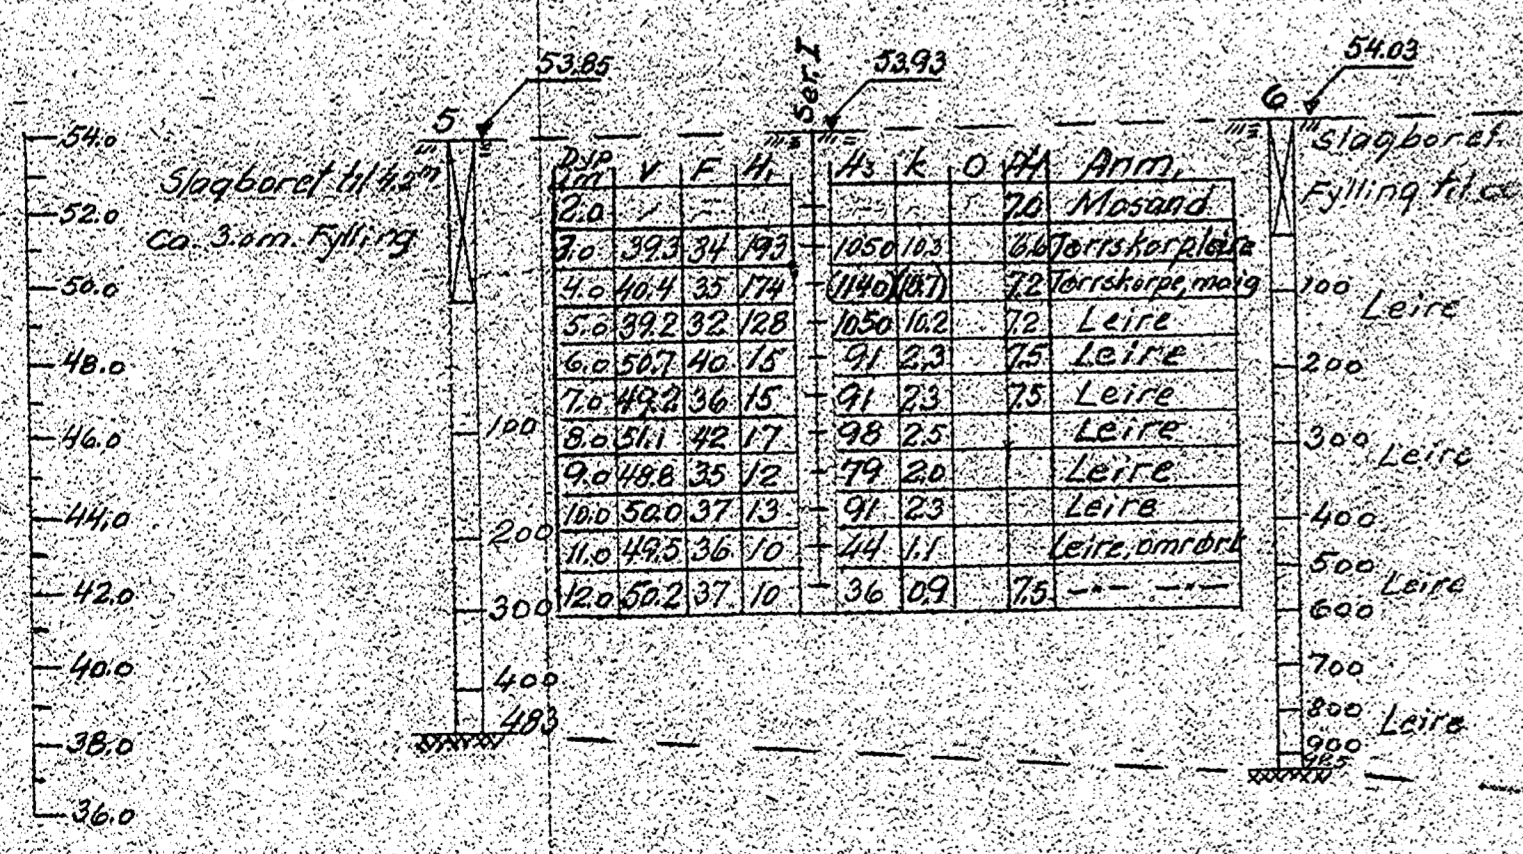 53.85
Ser. I
53.93
54.03
5
6
54.0
52.0
50.0
48.0
46.0
44.0
42.0
40.0
38.0
36.0
Slagboret til 4.2 m
ca. 3.0 m. Fylling
100
200
300
400
483
Dyp i m V F H1 H3 k O pH Anm.
2.0 - - - - - - 7.0 Mosand
3.0 39.3 34 193 1050 10.3 6.6 Tørrskorpleire
4.0 40.4 35 174 (1140) (10.7) 7.2 Tørrskorpe,
5.0 39.2 32 128 1050 10.2 7.2 Leire
6.0 50.7 40 15 91 2.3 7.5 Leire
7.0 49.2 36 15 91 2.3 7.5 Leire
8.0 51.1 42 17 98 2.5 Leire
9.0 48.8 35 12 79 2.0 Leire
10.0 50.0 37 13 91 2.3 Leire
11.0 49.5 36 10 44 1.1 Leire, omrørt
12.0 50.2 37 10 36 0.9 7.5 -"- -"-
Slagboret
Fylling til ca
100
Leire
200
300
Leire
400
500
Leire
600
700
800
Leire
900
985